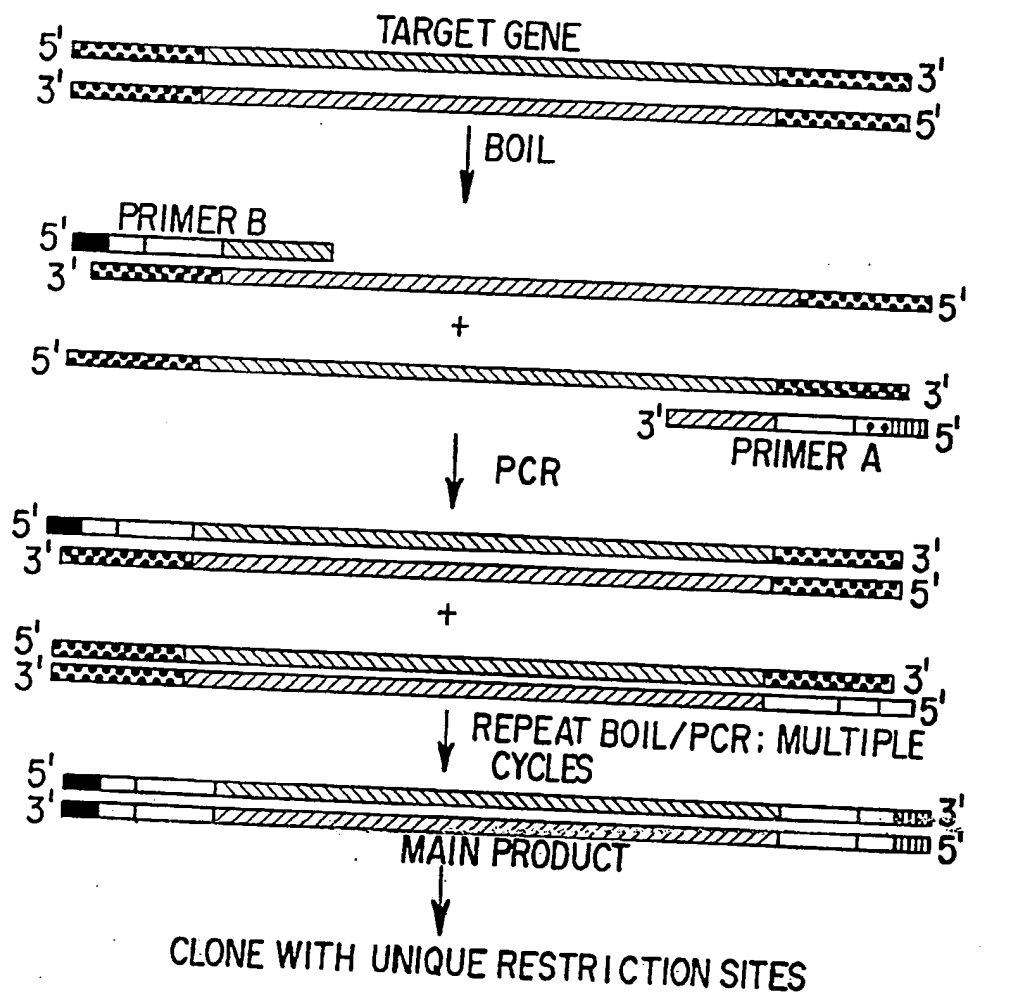 TARGET GENE
5' 3'
3' 5'
BOIL
PRIMER B
5'
3' 5'
+
5' 3'
3' 5'
PRIMER A
PCR
5' 3'
3' 5'
+
5' 3'
3' 5'
REPEAT BOIL/PCR: MULTIPLE
CYCLES
5' 3'
3' 5'
MAIN PRODUCT
CLONE WITH UNIQUE RESTRICTION SITES